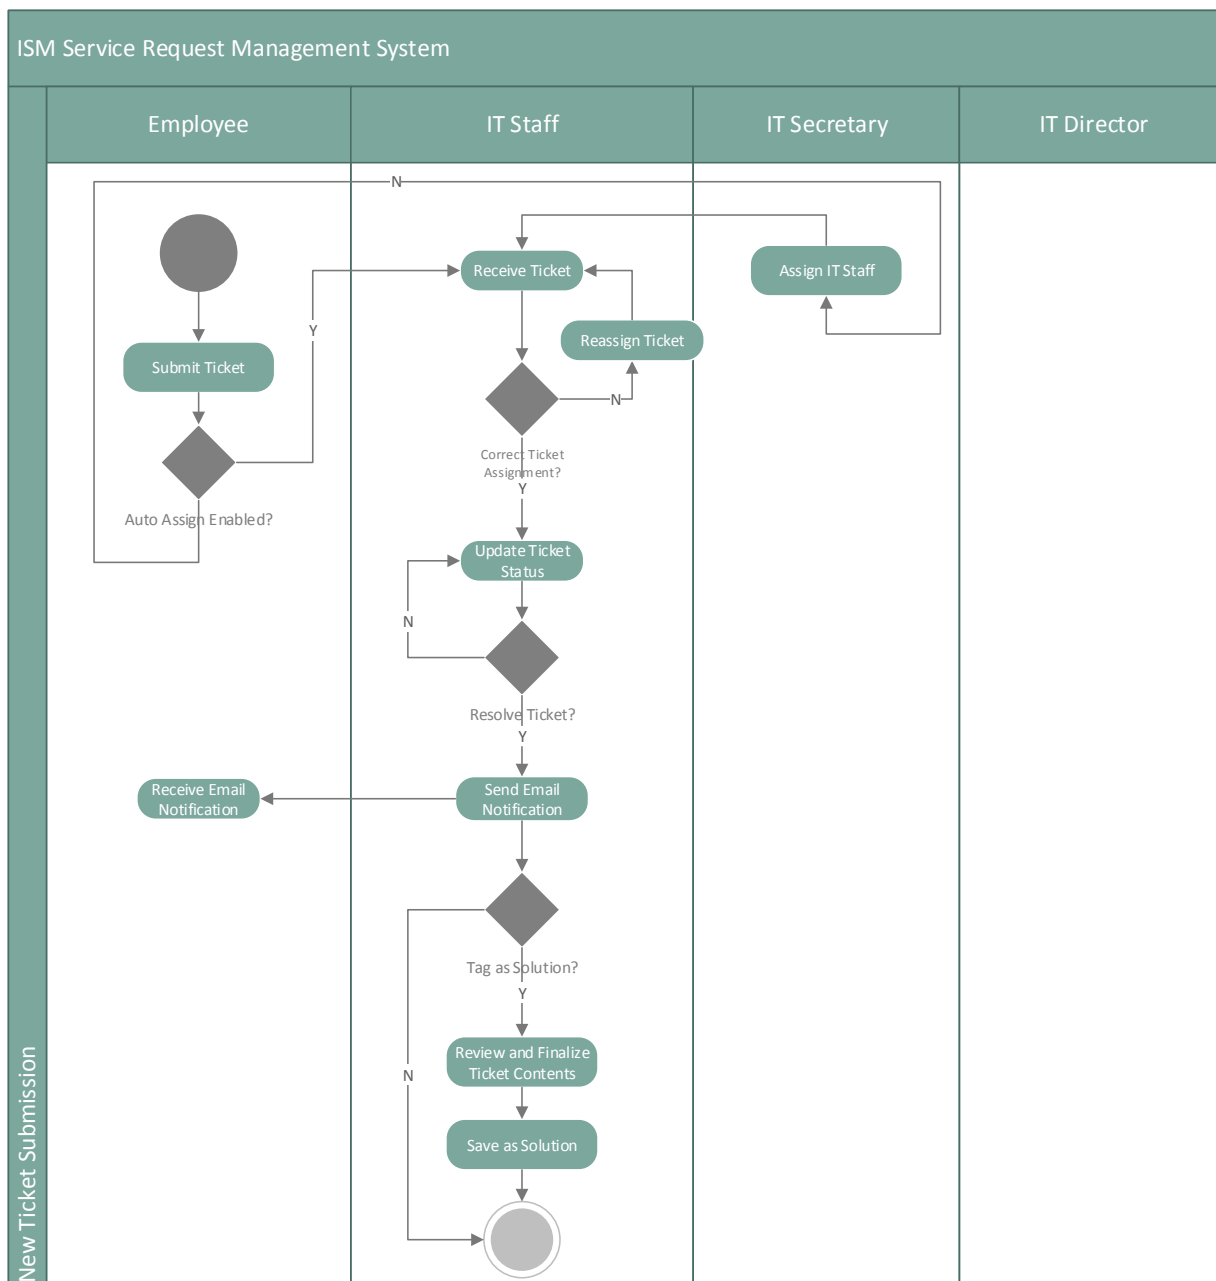 ISM Service Request Management System
Employee
IT Staff
IT Secretary
IT Director
N
Receive Ticket
Assign IT Staff
Y
Reassign Ticket
Submit Ticket
N
Correct Ticket
Assignment?
Y
Auto Assign Enabled?
Update Ticket
Status
N
Resolve Ticket?
Y
Receive Email
Notification
Send Email
Notification
Tag as Solution?
Y
Review and Finalize
Ticket Contents
N
Save as Solution
New Ticket Submission